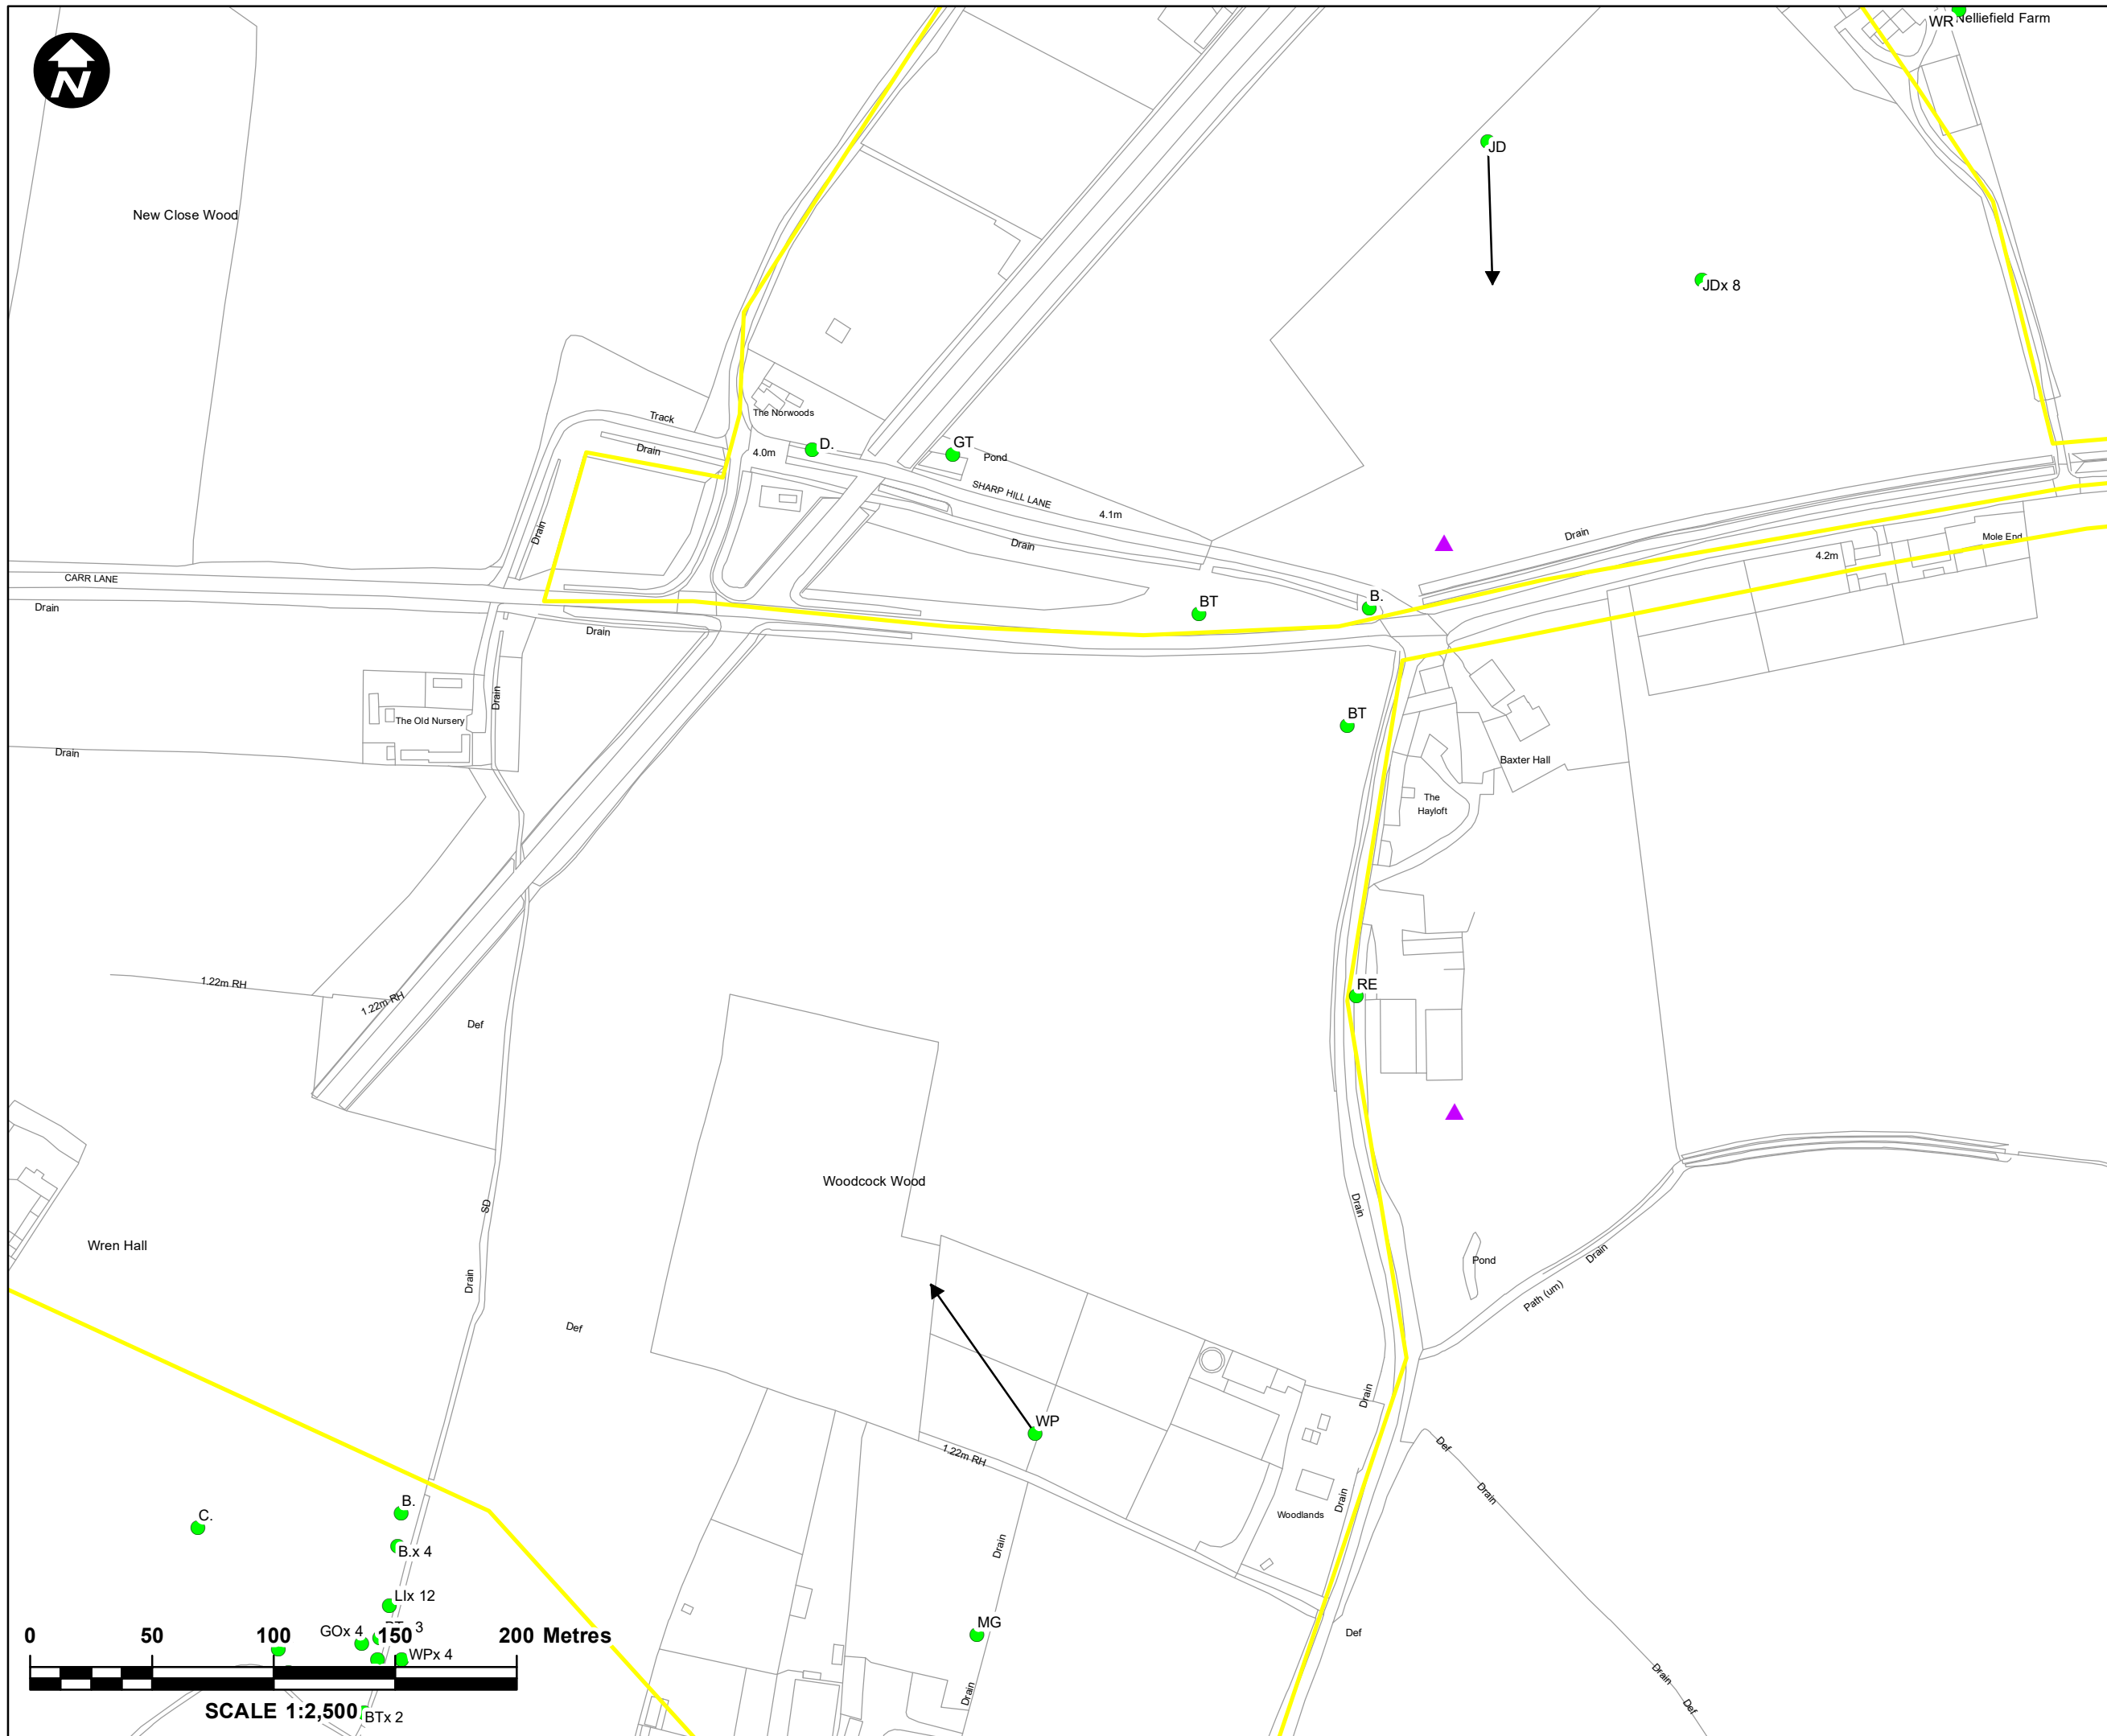 WR Nelliefield Farm
N
JD
New Close Wood
JDx 8
The Norwoods
Track
D.
GT
Drain
4.0m
Pond
SHARP HILL LANE
4.1m
Drain
Drain
Drain
Mole End
4.2m
CARR LANE
Drain
BT
B.
Drain
Drain
BT
The Old Nursery
Drain
Baxter Hall
The
Hayloft
1.22m RH
1.22m RH
RE
Def
Woodcock Wood
SD
Drain
Wren Hall
Drain
Pond
Drain
Path (um)
Def
Drain
WP
1.22m RH
Def
Drain
Drain
B.
C.
Woodlands
Drain
B.x 4
LIx 12
GOx 4
3
MG
Def
0 50 100 150 200 Metres
WPx 4
Drain
Drain
Def
SCALE 1:2,500
BTx 2